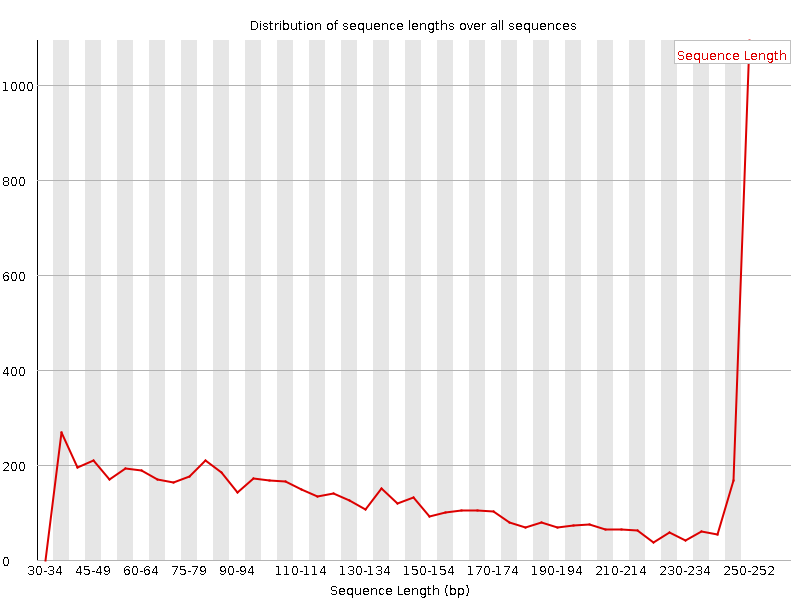 Distribution of sequence lengths over all sequences
Sequence Length
1000
800
600
400
200
0
30-34 45-49 60-64 75-79 90-94 110-114 130-134 150-154 170-174 190-194 210-214 230-234 250-252
Sequence Length (bp)